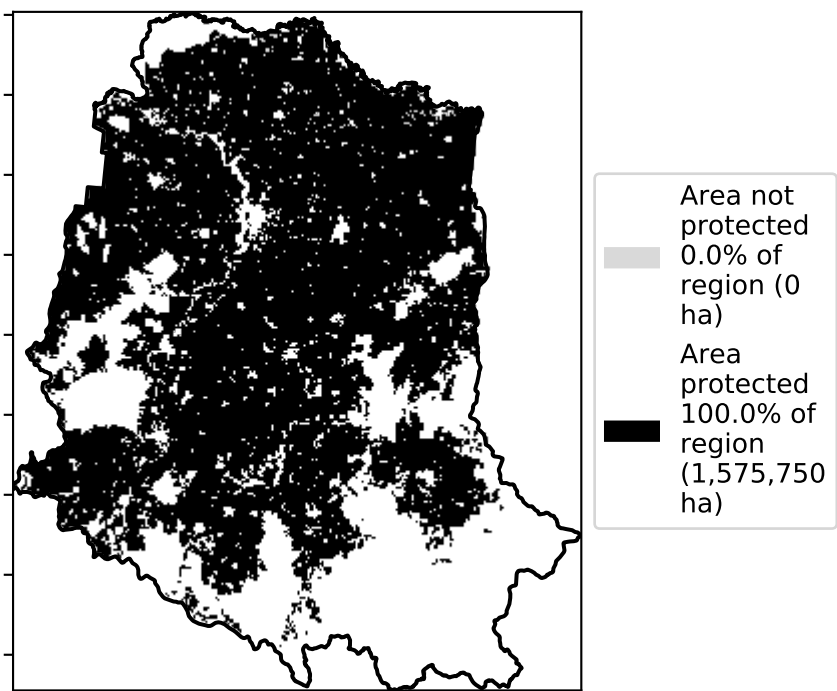 Area not
protected
0.0% of
region (0
ha)
Area
protected
100.0% of
region
(1,575,750
ha)